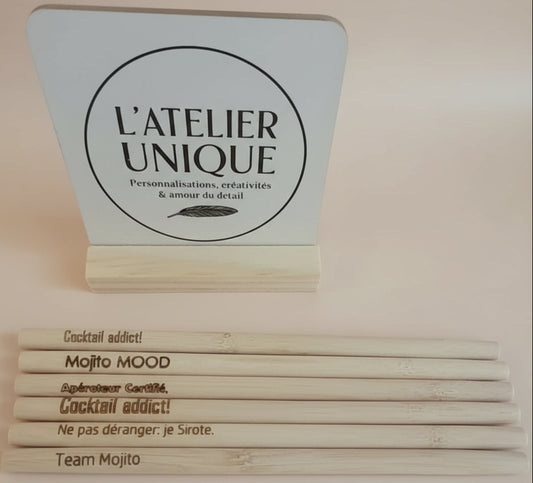 L'ATELIER
UNIQUE
Personnalisations, créativités
& amour du detail
Cocktail addict!
Mojito MOOD
Apéroteur Certifié.
Cocktail addict!
Ne pas déranger: je Sirote.
Team Mojito